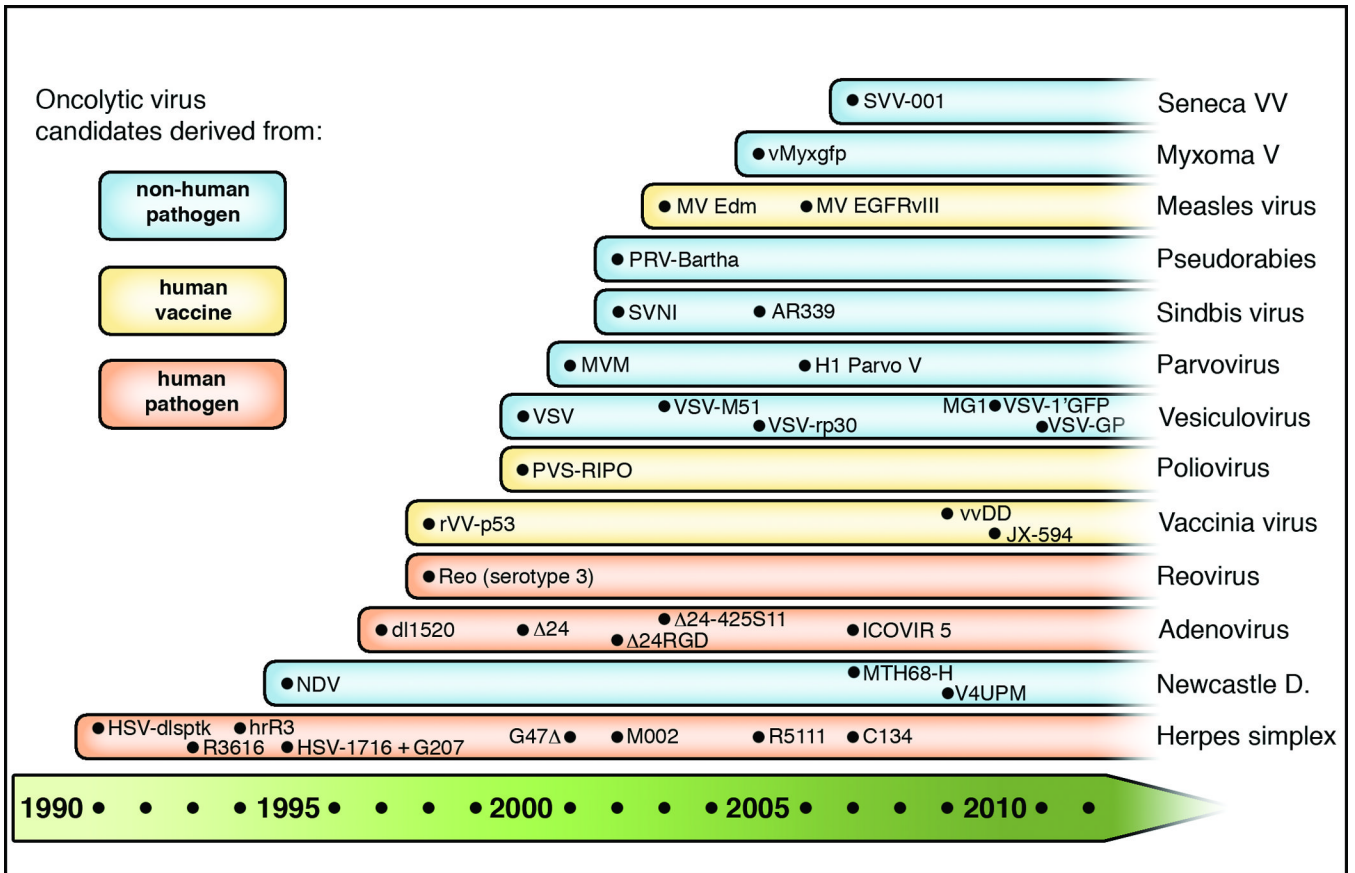 Oncolytic virus
candidates derived from:
non-human
pathogen
human
vaccine
human
pathogen
SVV-001 Seneca VV
vMyxgfp Myxoma V
MV Edm MV EGFRvIII Measles virus
PRV-Bartha Pseudorabies
SVNI AR339 Sindbis virus
MVM H1 Parvo V Parvovirus
VSV VSV-M51 VSV-rp30 MG1 VSV-1'GFP VSV-GP Vesiculovirus
PVS-RIPO Poliovirus
rVV-p53 vvDD JX-594 Vaccinia virus
Reo (serotype 3) Reovirus
dl1520 Δ24 Δ24RGD Δ24-425S11 ICOVIR 5 Adenovirus
NDV MTH68-H V4UPM Newcastle D.
HSV-dlsptk R3616 hrR3 HSV-1716 + G207 G47Δ M002 R5111 C134 Herpes simplex
1990 1995 2000 2005 2010